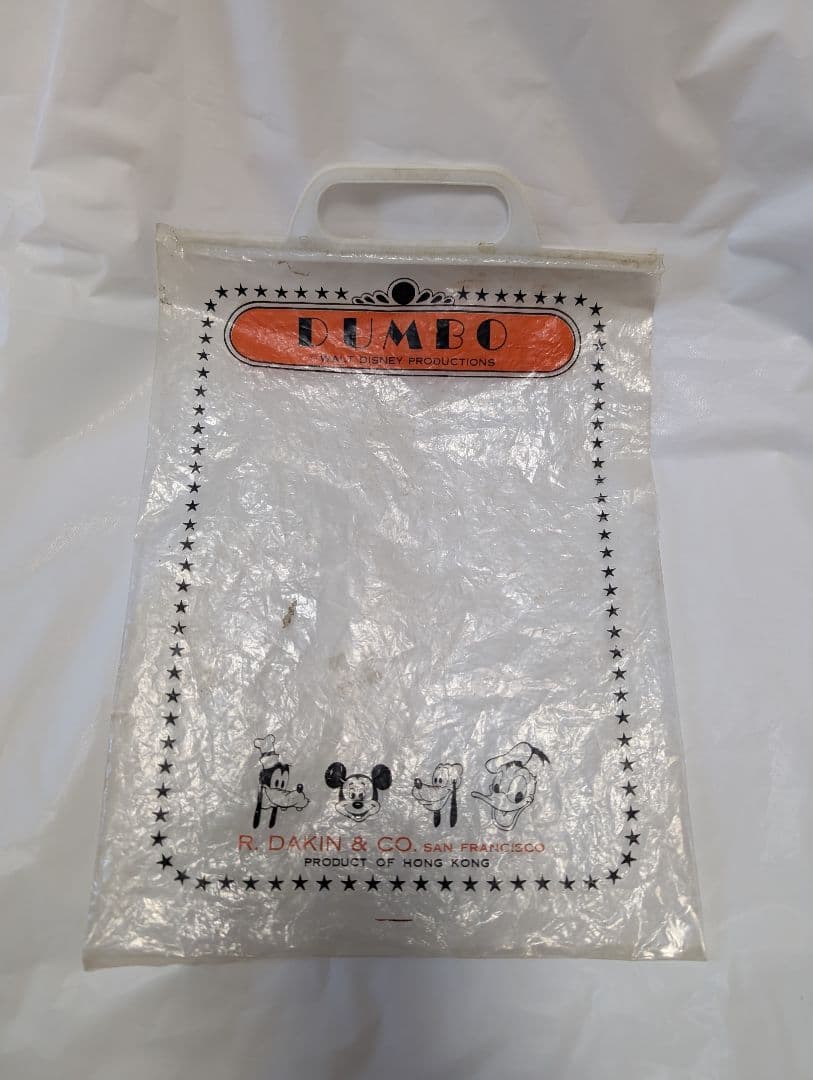 DUMBO
© WALT DISNEY PRODUCTIONS
R. DAKIN & CO. SAN FRANCISCO
PRODUCT OF HONG KONG